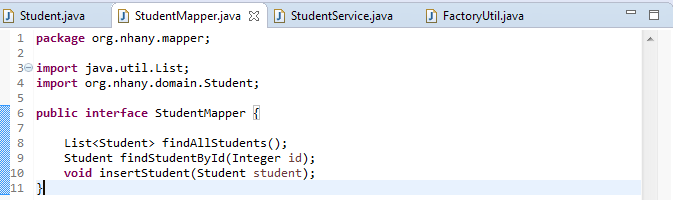 Student.java StudentMapper.java StudentService.java FactoryUtil.java
1 package org.nhany.mapper;
2
3 import java.util.List;
4 import org.nhany.domain.Student;
5
6 public interface StudentMapper {
7
8 List<Student> findAllStudents();
9 Student findStudentById(Integer id);
10 void insertStudent(Student student);
11 }